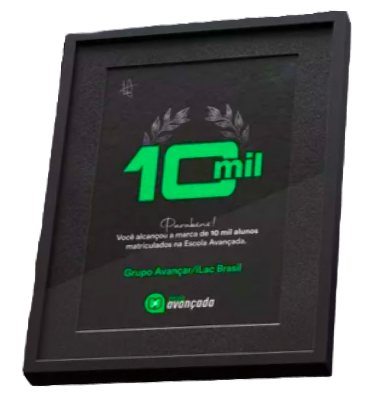 10 mil
Parabéns!
Você alcançou a marca de 10 mil alunos
matriculados na Escola Avançada.
Grupo Avançar/iLac Brasil
avançada